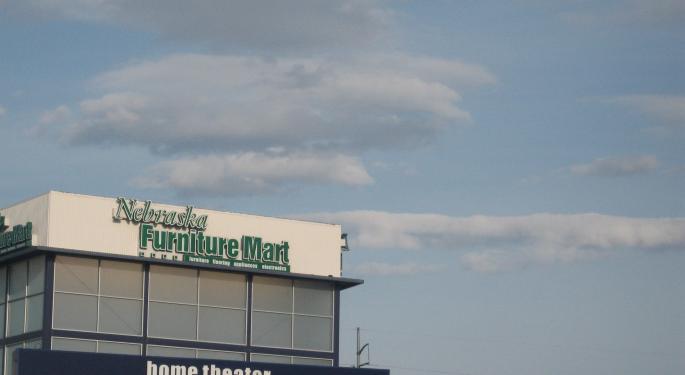 Nebraska
Furniture Mart
furniture flooring appliances electronics
home theater